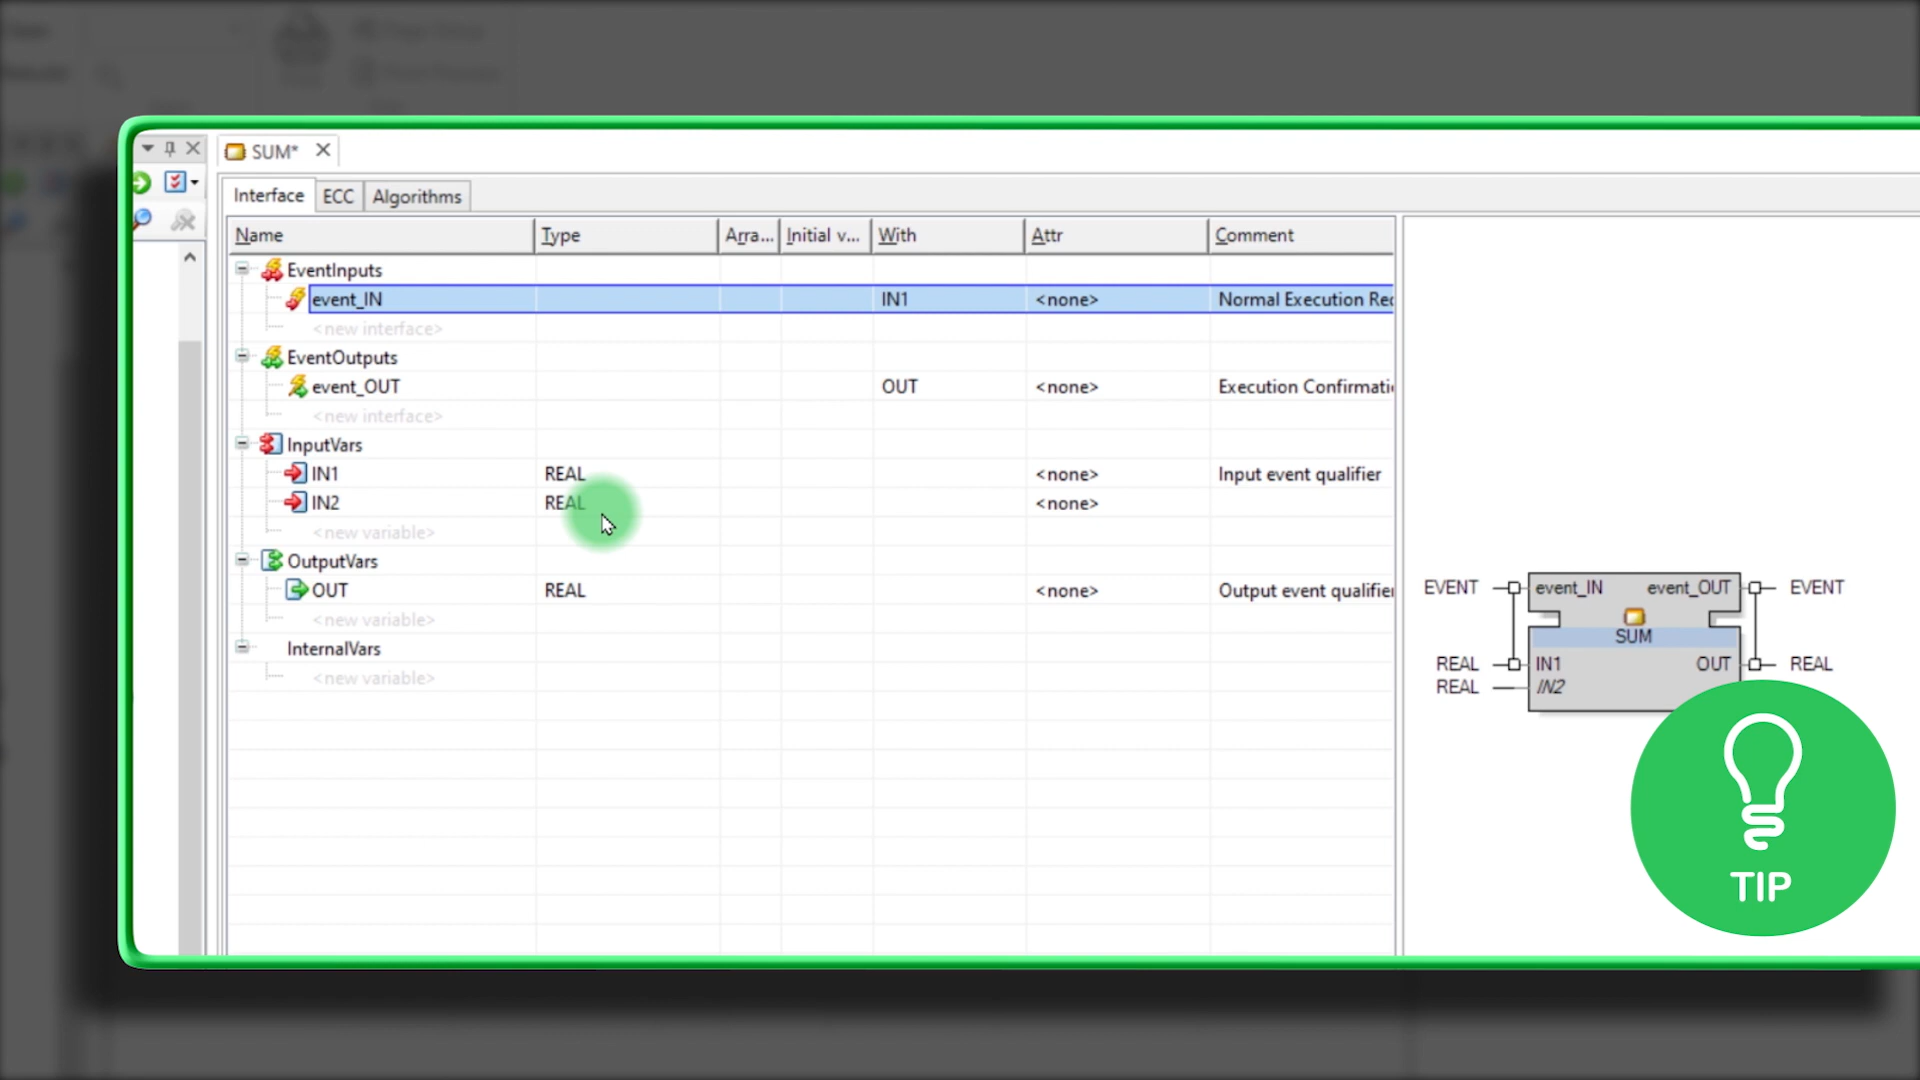 SUM*
Interface ECC Algorithms
Name Type Arra... Initial v... With Attr Comment
EventInputs
event_IN IN1 <none> Normal Execution Rec
<new interface>
EventOutputs
event_OUT OUT <none> Execution Confirmati
<new interface>
InputVars
IN1 REAL <none> Input event qualifier
IN2 REAL <none>
<new variable>
OutputVars
OUT REAL <none> Output event qualifier
<new variable>
InternalVars
<new variable>
EVENT event_IN event_OUT EVENT
SUM
REAL IN1 OUT REAL
REAL IN2
TIP